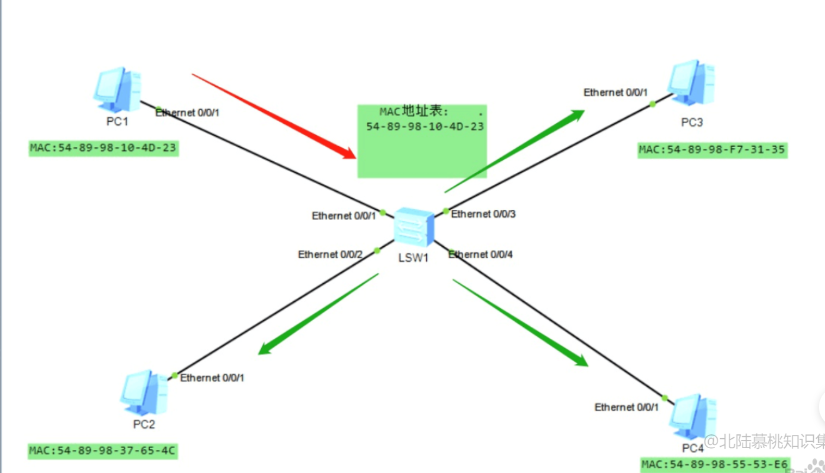 Ethernet 0/0/1
PC1
MAC:54-89-98-10-4D-23
MAC地址表:
54-89-98-10-4D-23
Ethernet 0/0/1
PC3
MAC:54-89-98-F7-31-35
Ethernet 0/0/1
Ethernet 0/0/3
Ethernet 0/0/2
Ethernet 0/0/4
LSW1
Ethernet 0/0/1
PC2
MAC:54-89-98-37-65-4C
Ethernet 0/0/1
PC4
@北陆慕桃知识集
MAC:54-89-98-55-53-E6